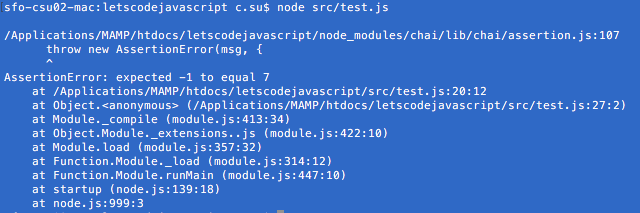 sfo-csu02-mac:letscodejavascript c.su$ node src/test.js
/Applications/MAMP/htdocs/letscodejavascript/node_modules/chai/lib/chai/assertion.js:107
throw new AssertionError(msg, {
^
AssertionError: expected -1 to equal 7
at /Applications/MAMP/htdocs/letscodejavascript/src/test.js:20:12
at Object.<anonymous> (/Applications/MAMP/htdocs/letscodejavascript/src/test.js:27:2)
at Module._compile (module.js:413:34)
at Object.Module._extensions..js (module.js:422:10)
at Module.load (module.js:357:32)
at Function.Module._load (module.js:314:12)
at Function.Module.runMain (module.js:447:10)
at startup (node.js:139:18)
at node.js:999:3